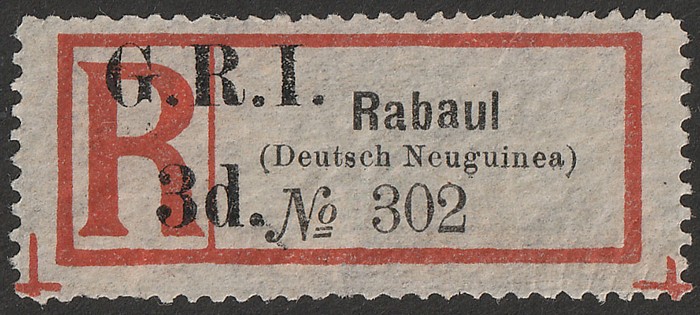 G.R.I.
R
Rabaul
(Deutsch Neuguinea)
3d.
№ 302